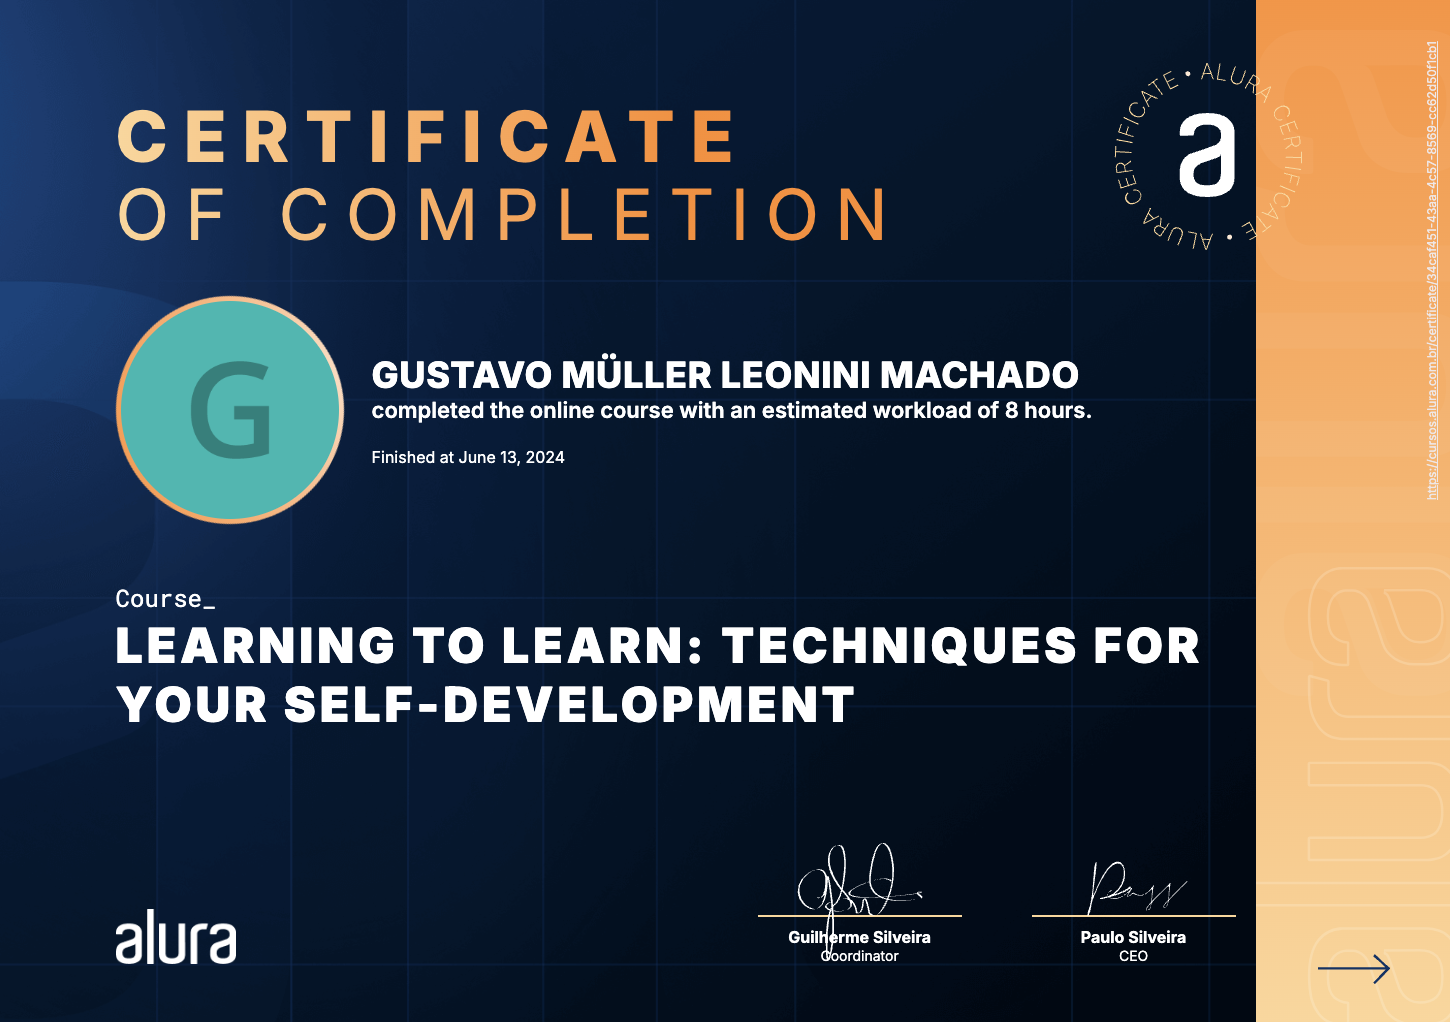 CERTIFICATE
OF COMPLETION
ALURA CERTIFICATE • ALURA CERTIFICATE •
a
G
GUSTAVO MÜLLER LEONINI MACHADO
completed the online course with an estimated workload of 8 hours.
Finished at June 13, 2024
Course_
LEARNING TO LEARN: TECHNIQUES FOR
YOUR SELF-DEVELOPMENT
alura
Guilherme Silveira
Coordinator
Paulo Silveira
CEO
https://cursos.alura.com.br/certificate/34caf451-43aa-4c57-8569-cc62d50f1cb1
alura